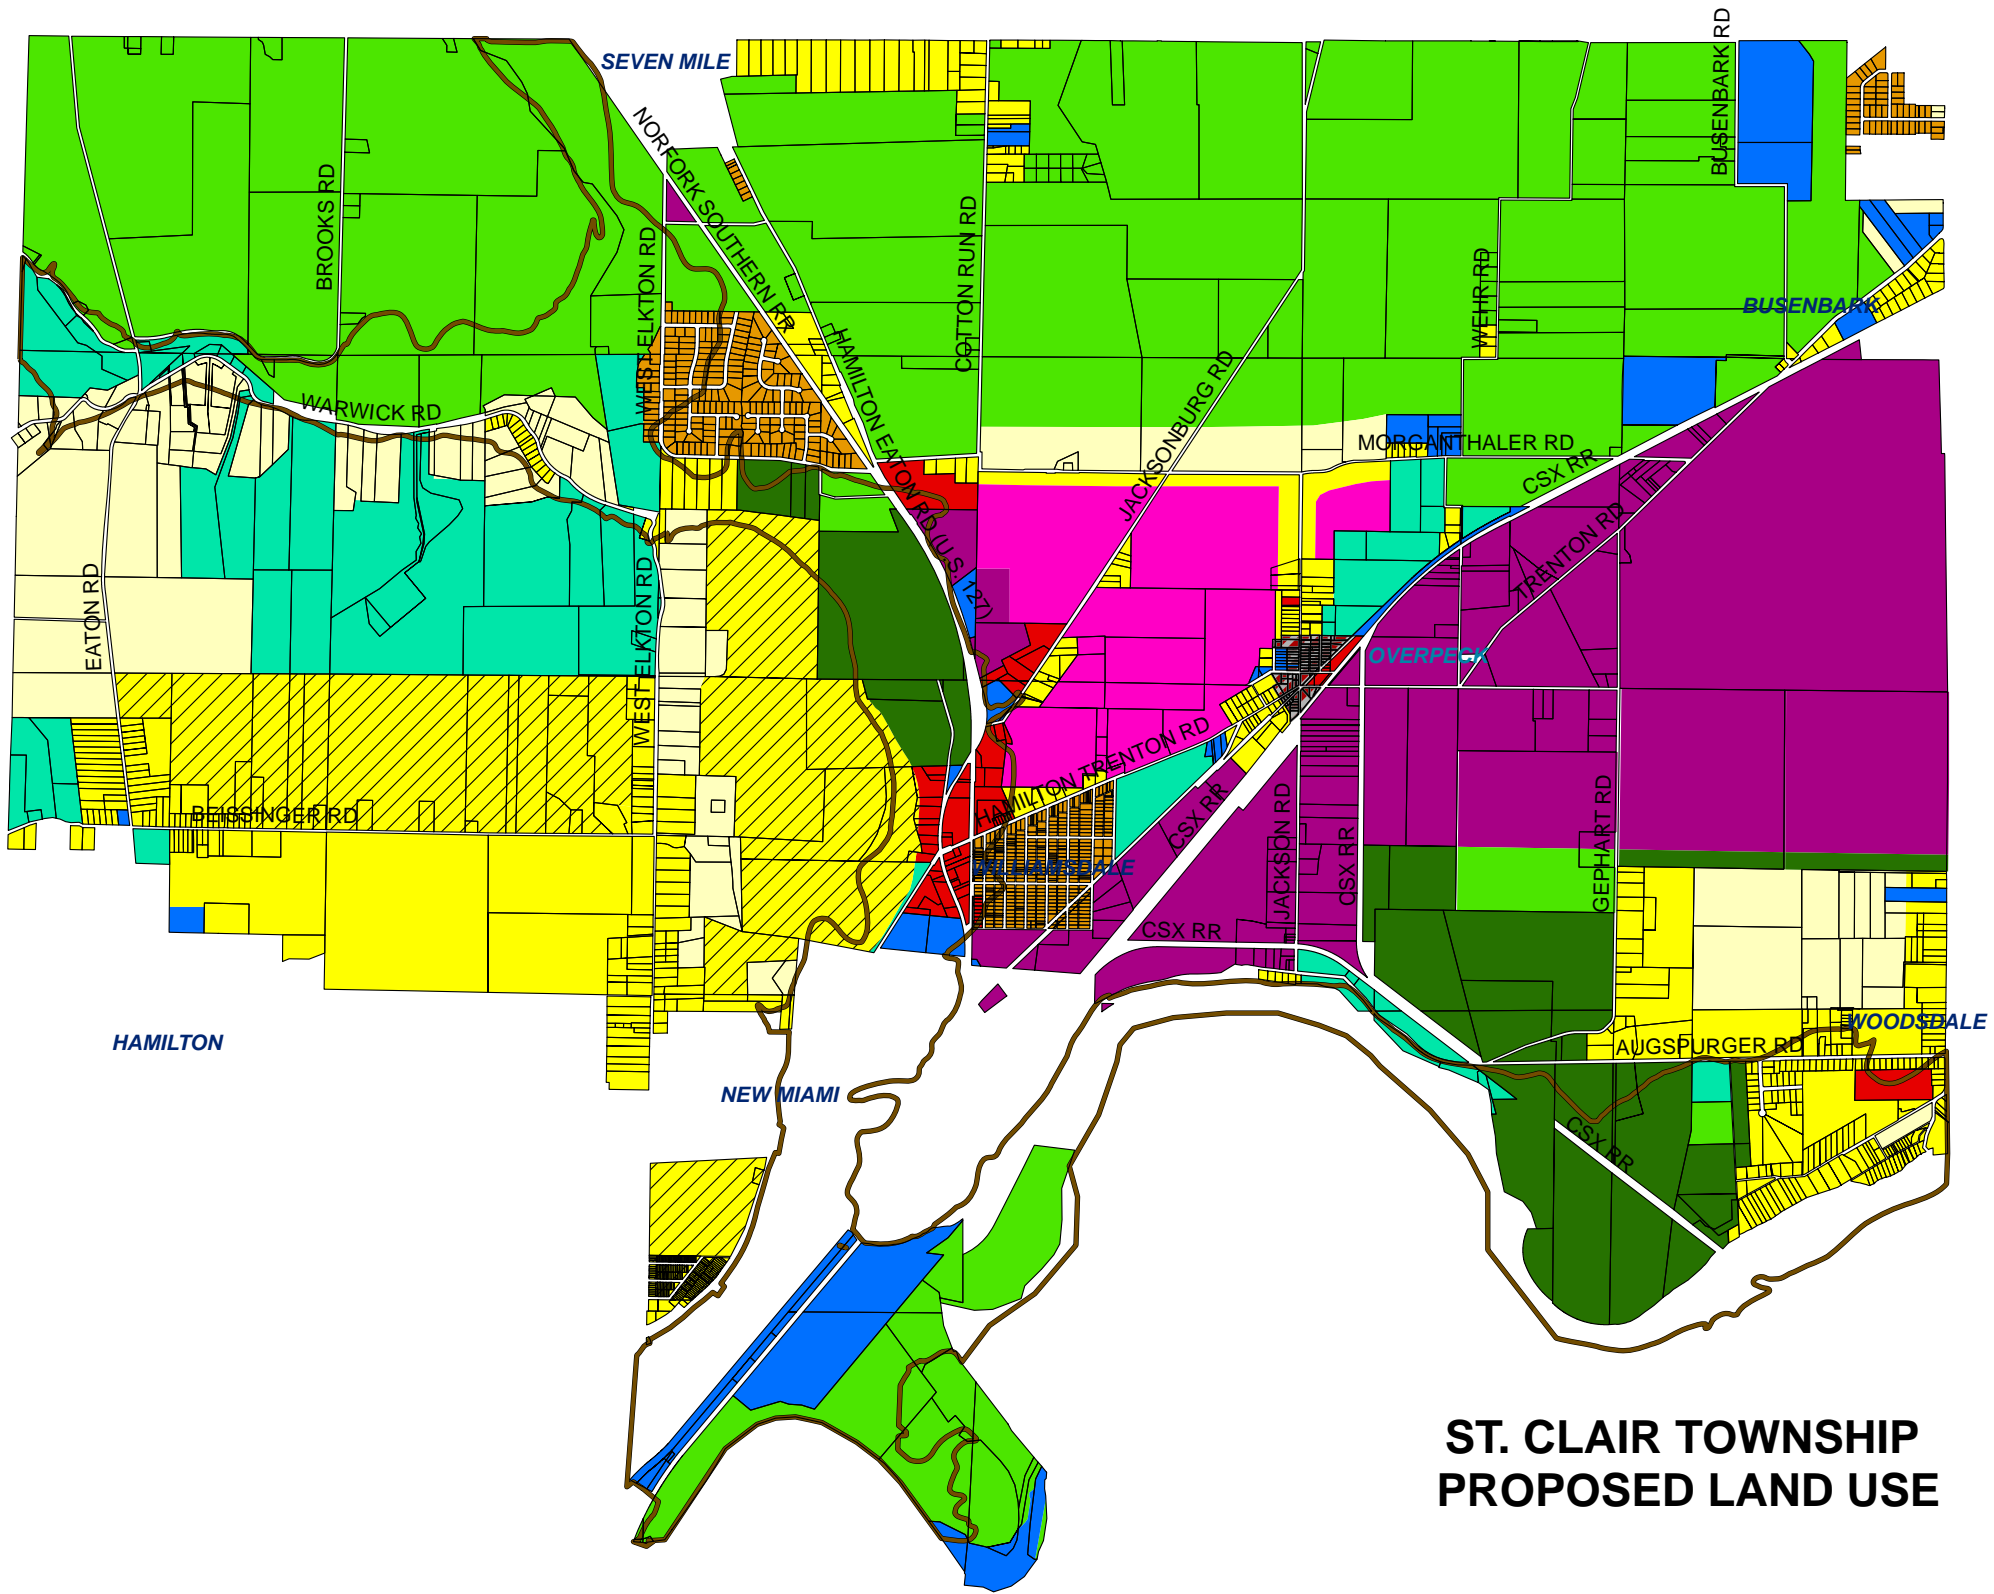 BUSENBARK RD
SEVEN MILE
NORFORK SOUTHERN RR
BROOKS RD
WEST ELKTON RD
COTTON RUN RD
WEHR RD
BUSENBARK
HAMILTON EATON RD (U.S. 127)
JACKSONBURG RD
WARWICK RD
MORGANTHALER RD
CSX RR
TRENTON RD
EATON RD
WEST ELKTON RD
OVERPECK
HAMILTON TRENTON RD
BEISSINGER RD
CSX RR
JACKSON RD
CSX RR
GEPHART RD
WILLIAMSDALE
CSX RR
HAMILTON
WOODSDALE
AUGSPURGER RD
NEW MIAMI
CSX RR
ST. CLAIR TOWNSHIP
PROPOSED LAND USE